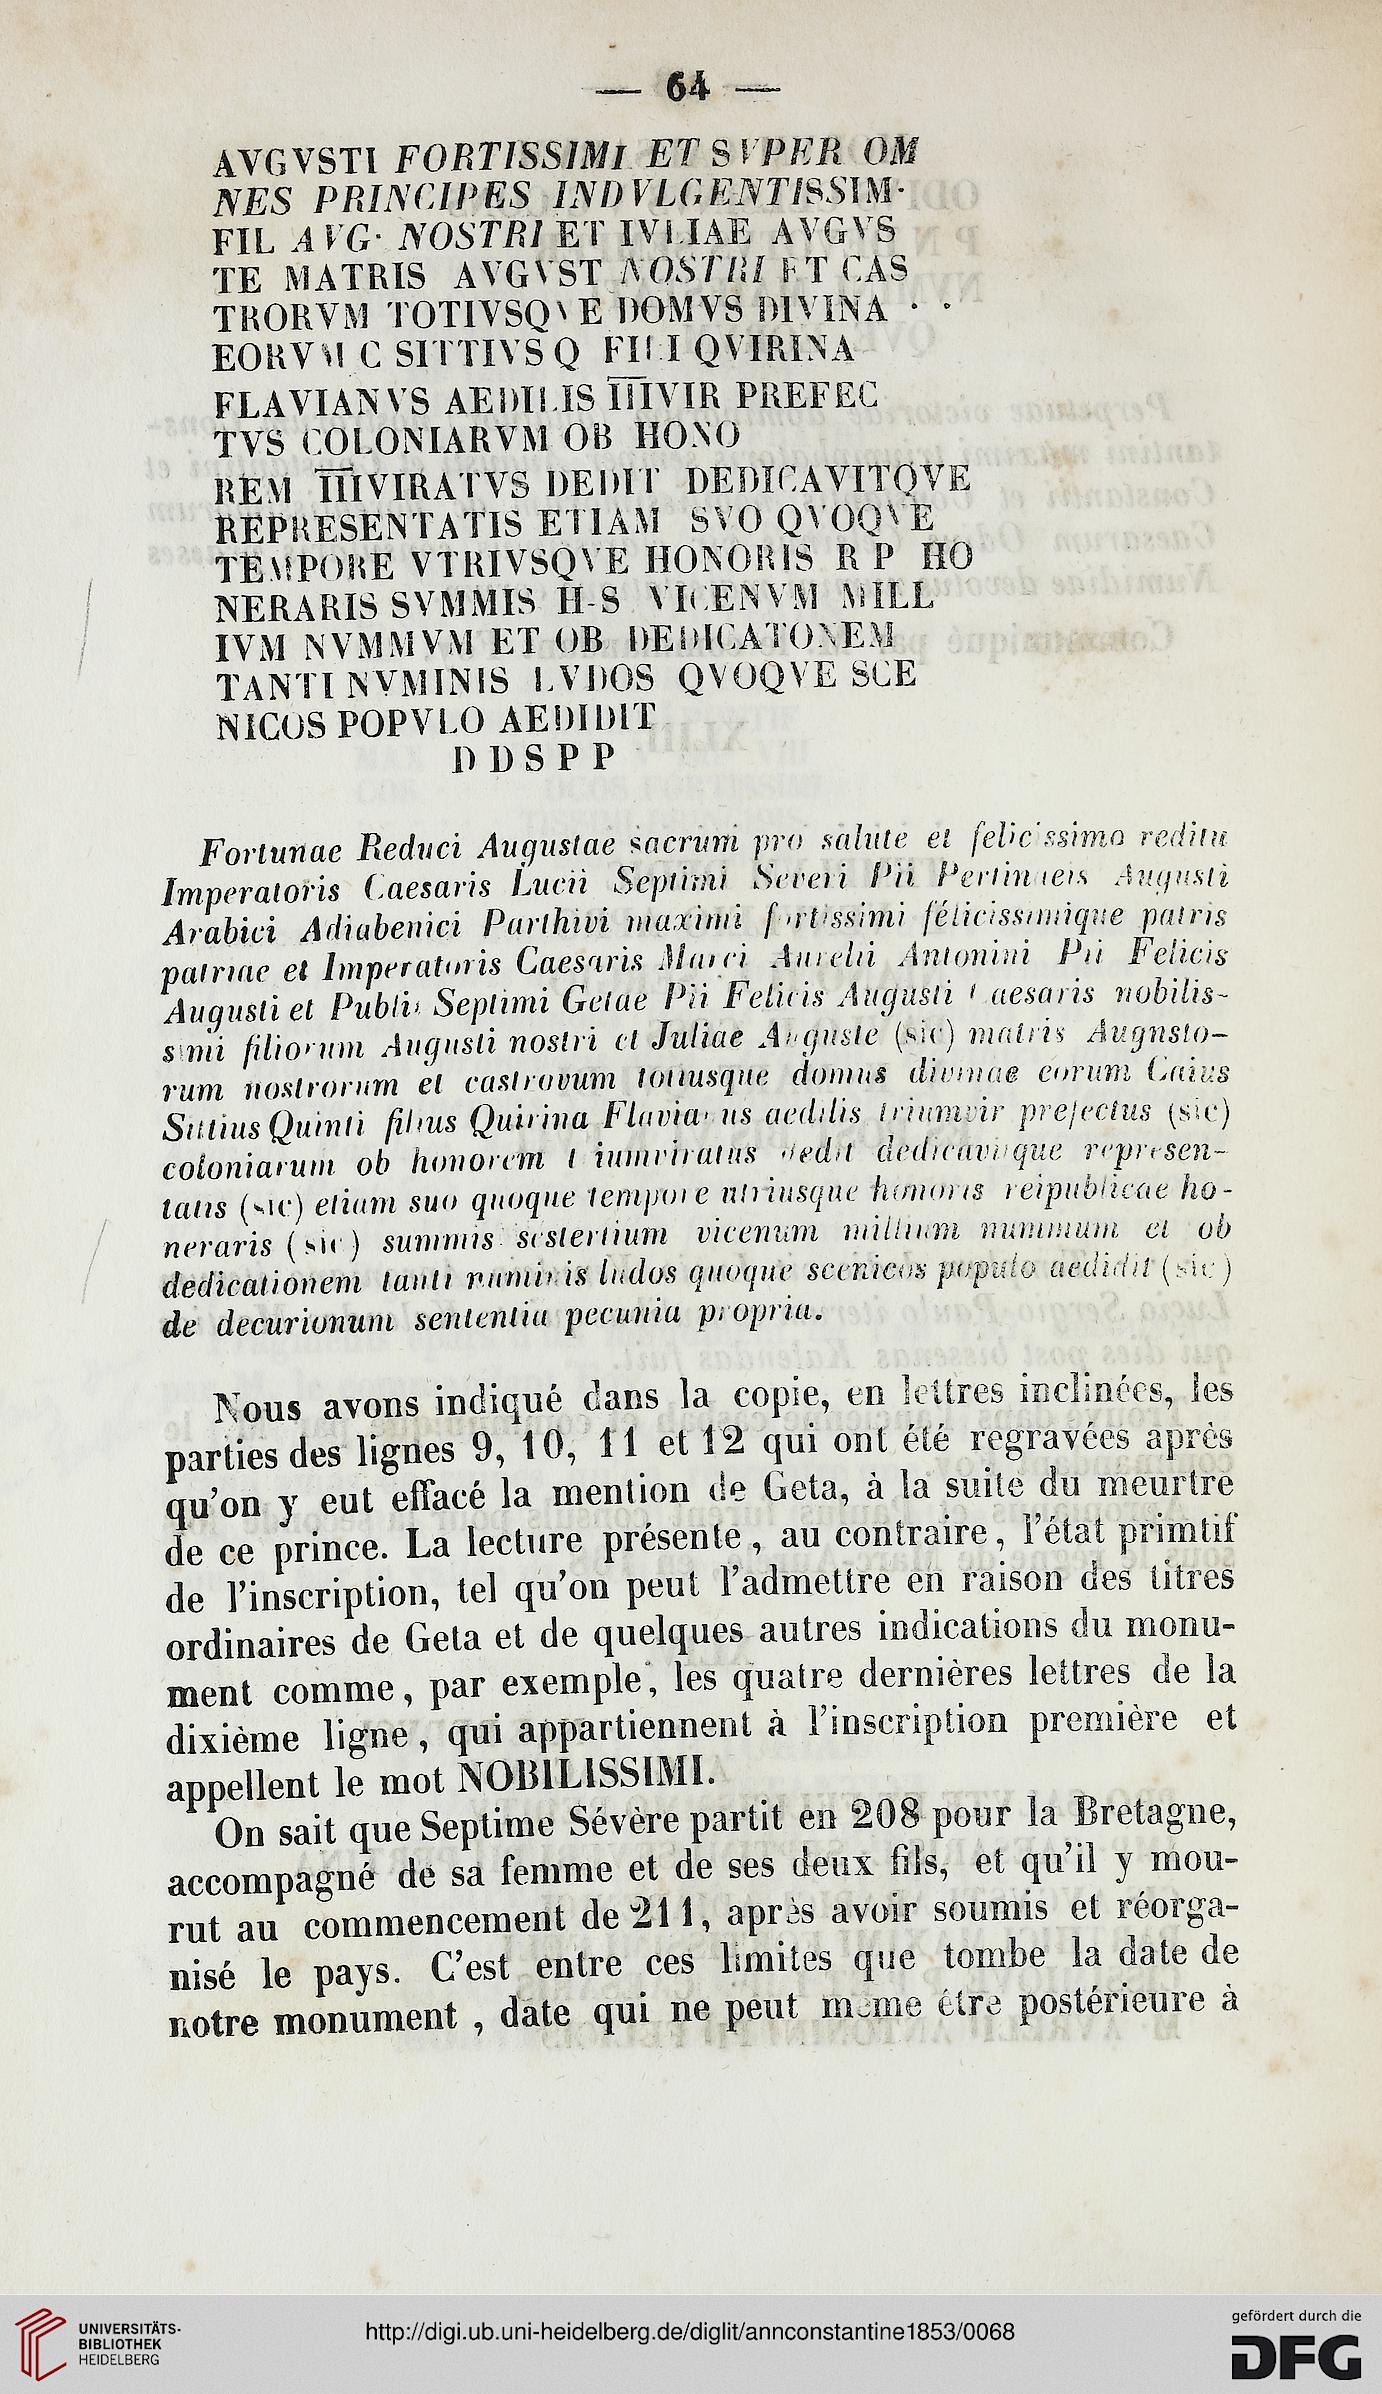 — 64 —
AVGVSTI FORTISSIMI ET SVPER OM
NES PRINCIPES INDVLGENTISSIM·
FIL AVG· NOSTRI ET IVLIAE AVGVS
TE MATRIS AVGVST NOSTRI ET CAS
TRORVM TOTIVSQVE DOMVS DIVINA · ·
EORVM C SITTIVS Q FILI QVIRINA
FLAVIANVS AEDILIS I̅I̅I̅VIR PREFEC
TVS COLONIARVM OB HONO
REM I̅I̅I̅VIRATVS DEDIT DEDICAVITQVE
REPRESENTATIS ETIAM SVO QVOQVE
TEMPORE VTRIVSQVE HONORIS R P HO
NERARIS SVMMIS H-S VICENVM MILL
IVM NVMMVM ET OB DEDICATONEM
TANTI NVMINIS LVDOS QVOQVE SCE
NICOS POPVLO AEDIDIT
D D S P P
Fortunae Reduci Augustae sacrum pro salute et felicissimo reditu
Imperatoris Caesaris Lucii Septimi Severi Pii Pertinacis Augusti
Arabici Adiabenici Parthivi maximi fortissimi félicissimique patris
patriae et Imperatoris Caesaris Marci Aurelii Antonini Pii Felicis
Augusti et Publii Septimi Getae Pii Felicis Augusti Caesaris nobilis-
simi filiorum Augusti nostri et Juliae Auguste (sic) matris Augusto-
rum nostrorum et castrovum totiusque domus divinae eorum Caius
Sittius Quinti filius Quirina Flavianus aedilis triumvir prefectus (sic)
coloniarum ob honorem triumviratus dedit dedicavitque represen-
tatis (sic) etiam suo quoque tempore utriusque honoris reipublicae ho-
neraris (sic) summis sestertium vicenum millium nummum et ob
dedicationem tanti numinis ludos quoque scenicos populo aedidit (sic)
de decurionum sententia pecunia propria.
Nous avons indiqué dans la copie, en lettres inclinées, les
parties des lignes 9, 10, 11 et 12 qui ont été regravées après
qu'on y eut effacé la mention de Geta, à la suite du meurtre
de ce prince. La lecture présente, au contraire, l'état primtif
de l'inscription, tel qu'on peut l'admettre en raison des titres
ordinaires de Geta et de quelques autres indications du monu-
ment comme, par exemple, les quatre dernières lettres de la
dixième ligne, qui appartiennent à l'inscription première et
appellent le mot NOBILISSIMI.
On sait que Septime Sévère partit en 208 pour la Bretagne,
accompagné de sa femme et de ses deux fils, et qu'il y mou-
rut au commencement de 211, après avoir soumis et réorga-
nisé le pays. C'est entre ces limites que tombe la date de
notre monument, date qui ne peut même être postérieure à
UNIVERSITÄTS-
BIBLIOTHEK
HEIDELBERG
http://digi.ub.uni-heidelberg.de/diglit/annconstantine1853/0068
gefördert durch die
DFG